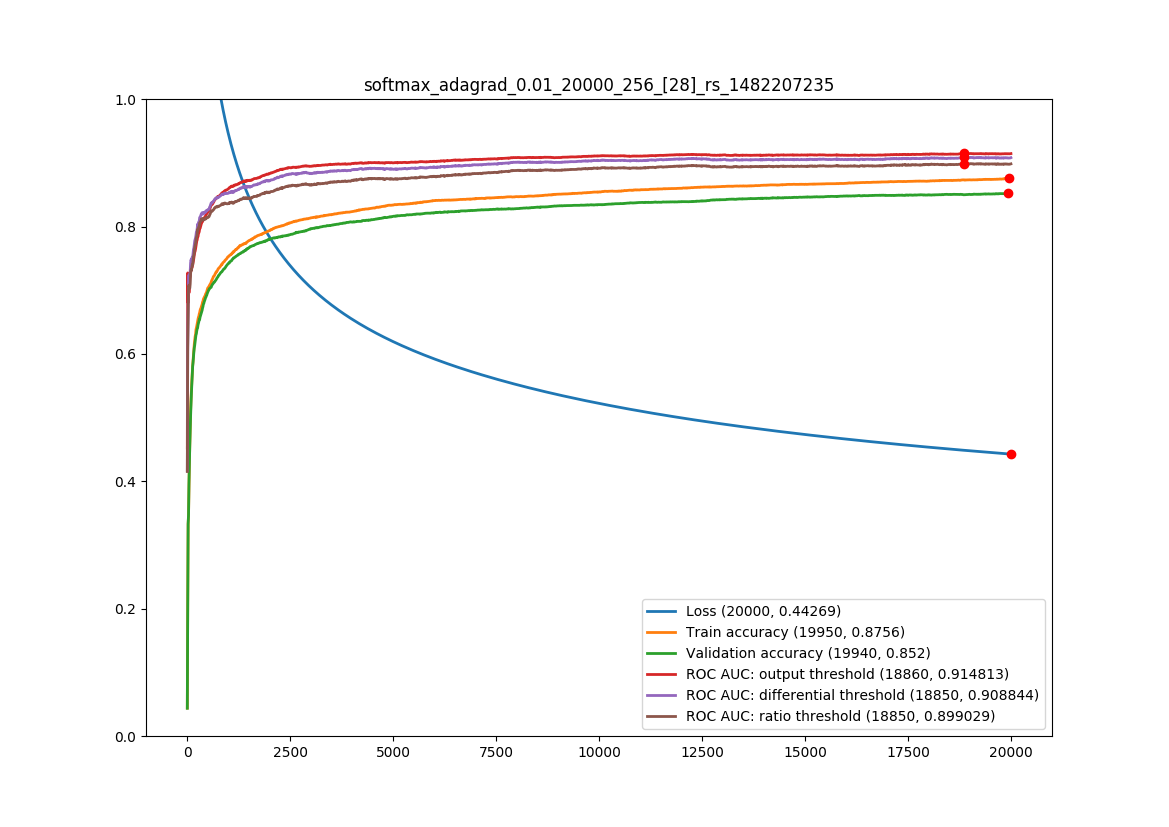 softmax_adagrad_0.01_20000_256_[28]_rs_1482207235
1.0
0.8
0.6
0.4
0.2
0.0
Loss (20000, 0.44269)
Train accuracy (19950, 0.8756)
Validation accuracy (19940, 0.852)
ROC AUC: output threshold (18860, 0.914813)
ROC AUC: differential threshold (18850, 0.908844)
ROC AUC: ratio threshold (18850, 0.899029)
0 2500 5000 7500 10000 12500 15000 17500 20000